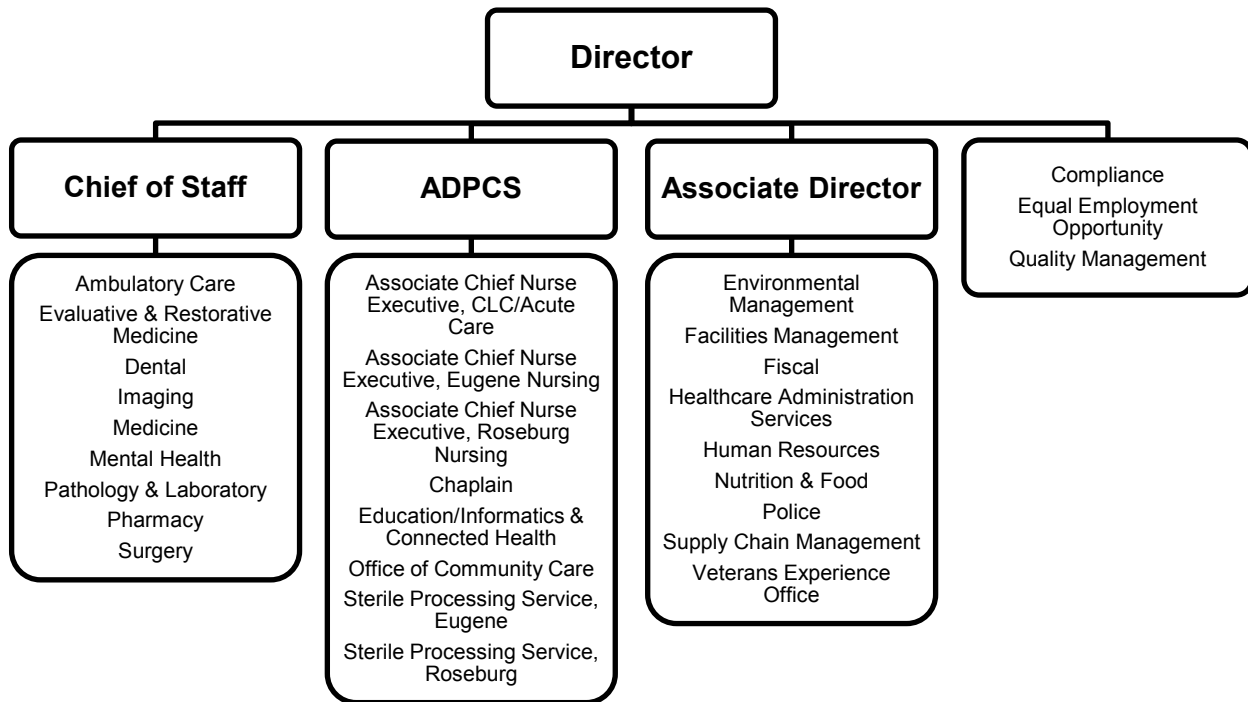 Director
Chief of Staff
Ambulatory Care
Evaluative & Restorative
Medicine
Dental
Imaging
Medicine
Mental Health
Pathology & Laboratory
Pharmacy
Surgery
ADPCS
Associate Chief Nurse
Executive, CLC/Acute
Care
Associate Chief Nurse
Executive, Eugene Nursing
Associate Chief Nurse
Executive, Roseburg
Nursing
Chaplain
Education/Informatics &
Connected Health
Office of Community Care
Sterile Processing Service,
Eugene
Sterile Processing Service,
Roseburg
Associate Director
Environmental
Management
Facilities Management
Fiscal
Healthcare Administration
Services
Human Resources
Nutrition & Food
Police
Supply Chain Management
Veterans Experience
Office
Compliance
Equal Employment
Opportunity
Quality Management